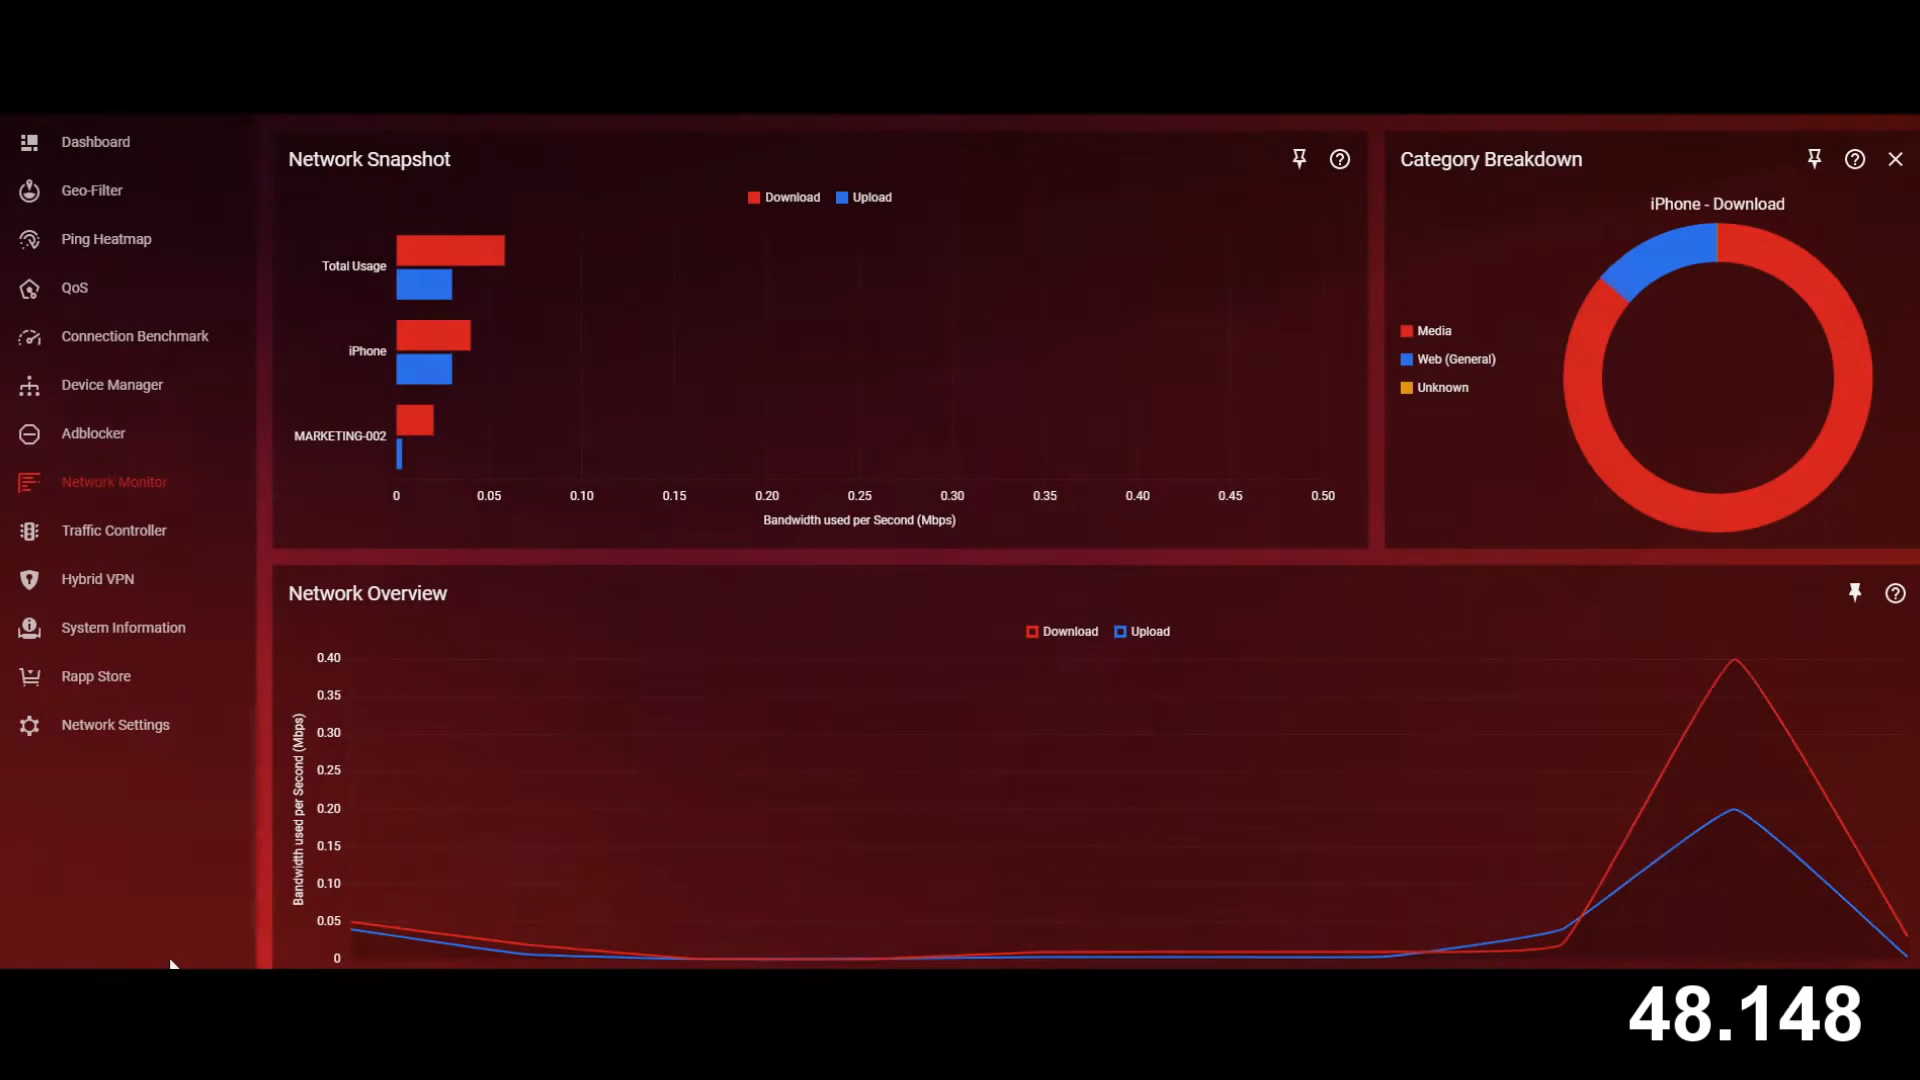 Dashboard
Geo-Filter
Ping Heatmap
QoS
Connection Benchmark
Device Manager
Adblocker
Network Monitor
Traffic Controller
Hybrid VPN
System Information
Rapp Store
Network Settings
Network Snapshot
Download Upload
Total Usage
iPhone
MARKETING-002
0 0.05 0.10 0.15 0.20 0.25 0.30 0.35 0.40 0.45 0.50
Bandwidth used per Second (Mbps)
Category Breakdown
iPhone - Download
Media
Web (General)
Unknown
Network Overview
Download Upload
Bandwidth used per Second (Mbps)
0.40
0.35
0.30
0.25
0.20
0.15
0.10
0.05
0
48.148